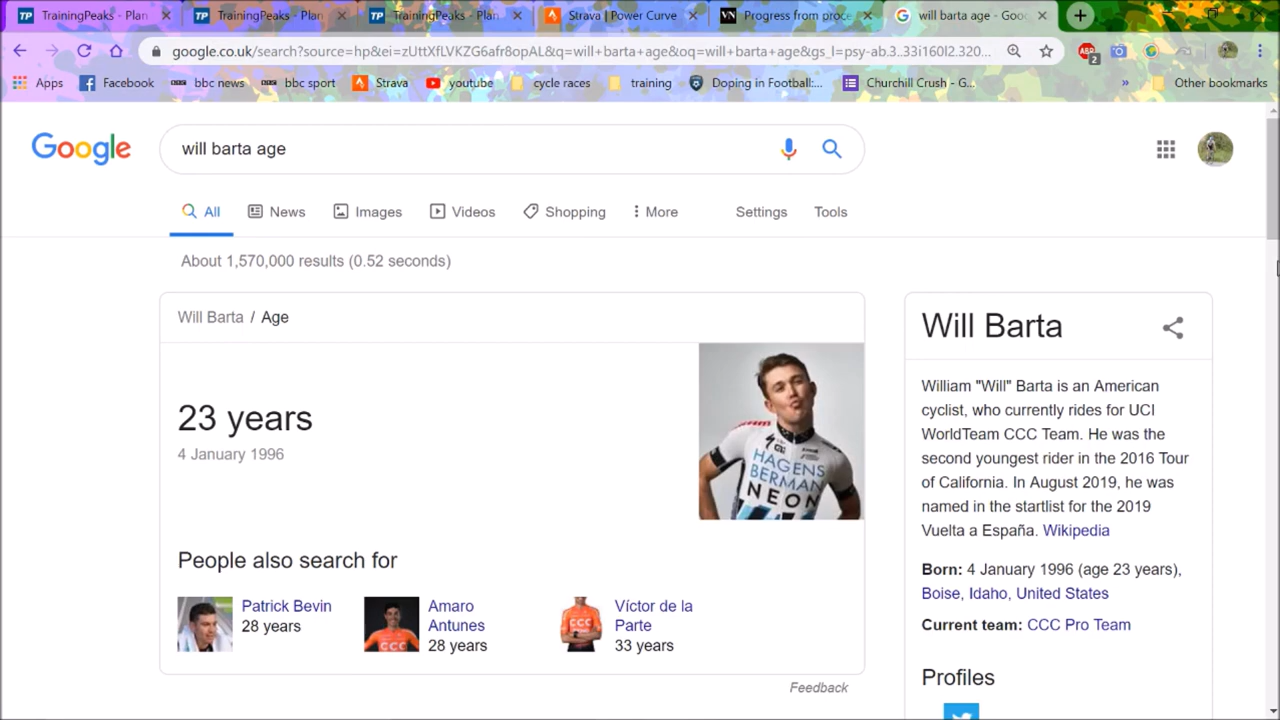 TrainingPeaks - Plan
TrainingPeaks - Plan
TrainingPeaks - Plan
Strava | Power Curve
Progress from proce
will barta age - Goo
google.co.uk/search?source=hp&ei=zUttXfLVKZG6afr8opAL&q=will+barta+age&oq=will+barta+age&gs_l=psy-ab.3..33i160l2.320...
2
Apps
Facebook
bbc news
bbc sport
Strava
youtube
cycle races
training
Doping in Football:...
Churchill Crush - G...
»
Other bookmarks
Google
will barta age
All
News
Images
Videos
Shopping
More
Settings
Tools
About 1,570,000 results (0.52 seconds)
Will Barta / Age
23 years
4 January 1996
HAGENS
BERMAN
NEON
People also search for
Patrick Bevin
28 years
Amaro
Antunes
28 years
Víctor de la
Parte
33 years
Feedback
Will Barta
William "Will" Barta is an American
cyclist, who currently rides for UCI
WorldTeam CCC Team. He was the
second youngest rider in the 2016 Tour
of California. In August 2019, he was
named in the startlist for the 2019
Vuelta a España. Wikipedia
Born: 4 January 1996 (age 23 years),
Boise, Idaho, United States
Current team: CCC Pro Team
Profiles